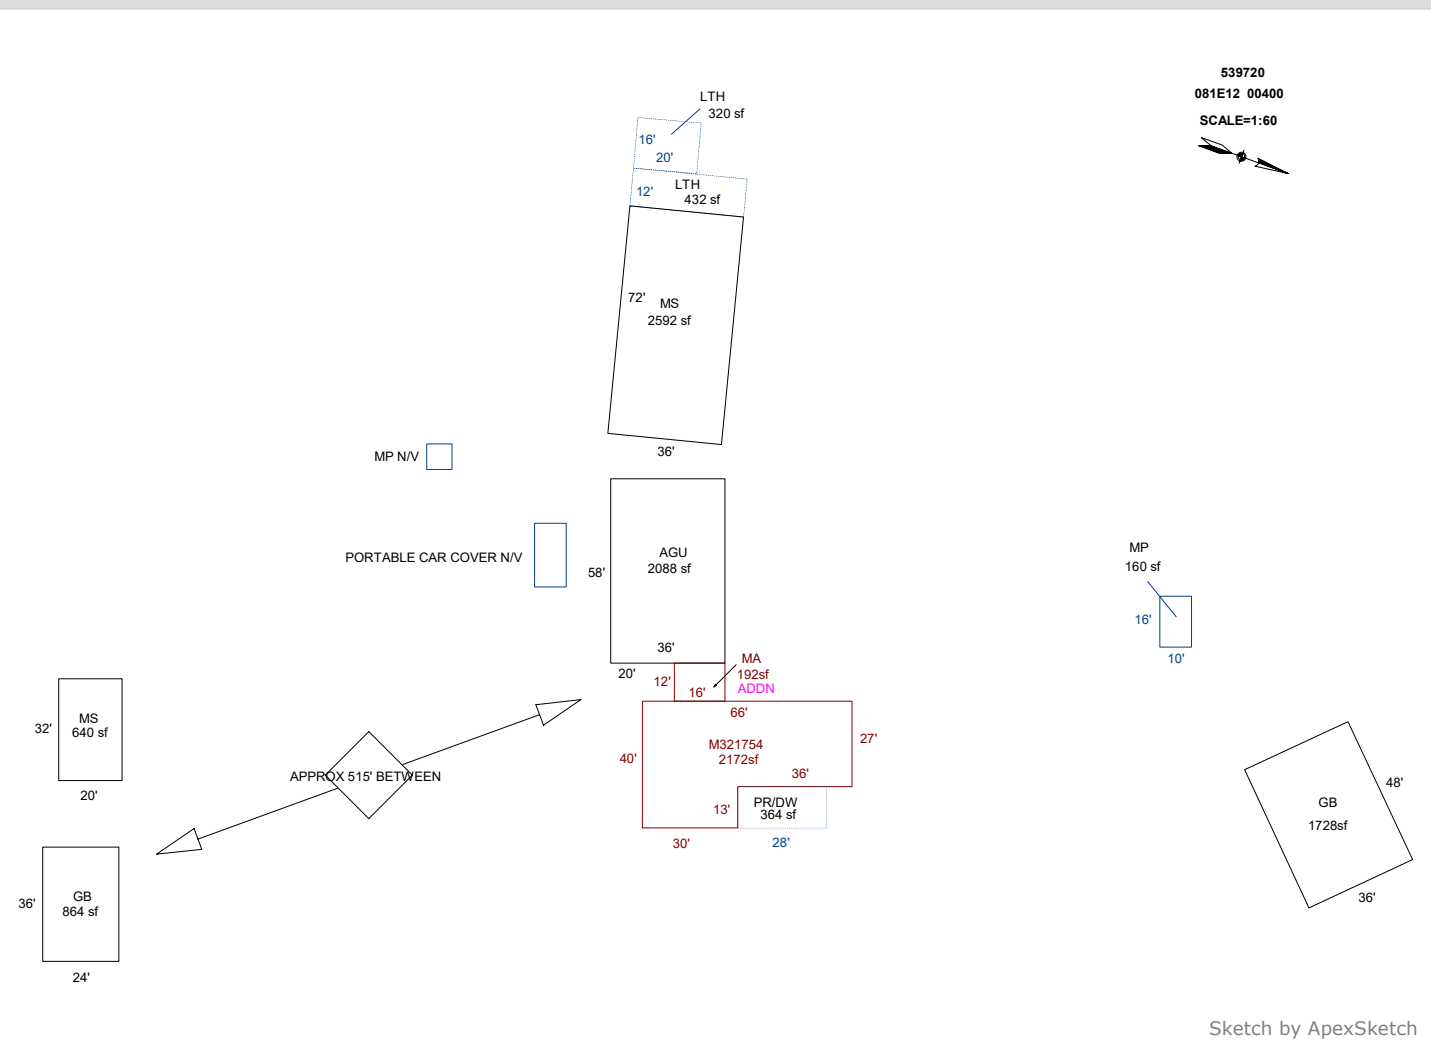 539720
081E12 00400
SCALE=1:60
LTH
320 sf
16'
20'
LTH
12'
432 sf
72'
MS
2592 sf
36'
MP N/V
PORTABLE CAR COVER N/V
AGU
2088 sf
58'
36'
20'
MP
160 sf
16'
10'
MA
192sf
ADDN
12'
16'
66'
M321754
2172sf
27'
40'
36'
PR/DW
364 sf
13'
30'
28'
MS
640 sf
32'
20'
APPROX 515' BETWEEN
GB
864 sf
36'
24'
GB
1728sf
48'
36'
Sketch by ApexSketch